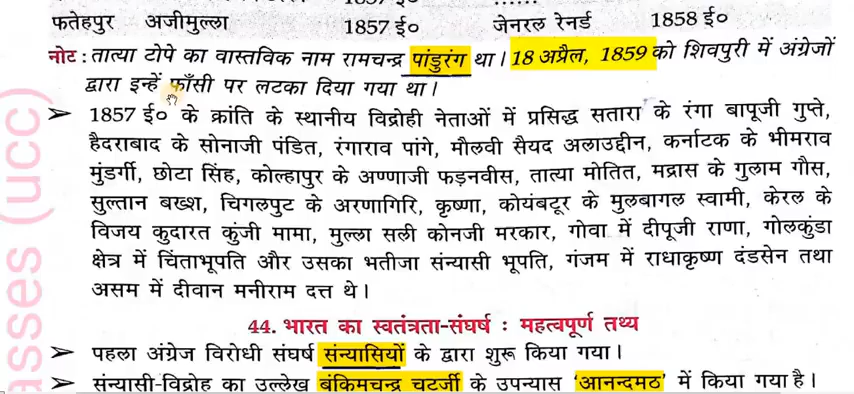 फतेहपुर अजीमुल्ला 1857 ई० जेनरल रेनर्ड 1858 ई०
नोट : तात्या टोपे का वास्तविक नाम रामचन्द्र पांडुरंग था। 18 अप्रैल, 1859 को शिवपुरी में अंग्रेजों
द्वारा इन्हें फाँसी पर लटका दिया गया था।
➢ 1857 ई० के क्रांति के स्थानीय विद्रोही नेताओं में प्रसिद्ध सतारा के रंगा बापूजी गुप्ते,
हैदराबाद के सोनाजी पंडित, रंगाराव पांगे, मौलवी सैयद अलाउद्दीन, कर्नाटक के भीमराव
मुंडर्गी, छोटा सिंह, कोल्हापुर के अण्णाजी फड़नवीस, तात्या मोतित, मद्रास के गुलाम गौस,
सुल्तान बख्श, चिगलपुट के अरणागिरि, कृष्णा, कोयंबटूर के मुलबागल स्वामी, केरल के
विजय कुदारत कुंजी मामा, मुल्ला सली कोनजी मरकार, गोवा में दीपूजी राणा, गोलकुंडा
क्षेत्र में चिंताभूपति और उसका भतीजा संन्यासी भूपति, गंजम में राधाकृष्ण दंडसेन तथा
असम में दीवान मनीराम दत्त थे।
44. भारत का स्वतंत्रता-संघर्ष : महत्वपूर्ण तथ्य
➢ पहला अंग्रेज विरोधी संघर्ष संन्यासियों के द्वारा शुरू किया गया।
➢ संन्यासी-विद्रोह का उल्लेख बंकिमचन्द्र चटर्जी के उपन्यास 'आनन्दमठ' में किया गया है।
asses (ucc)